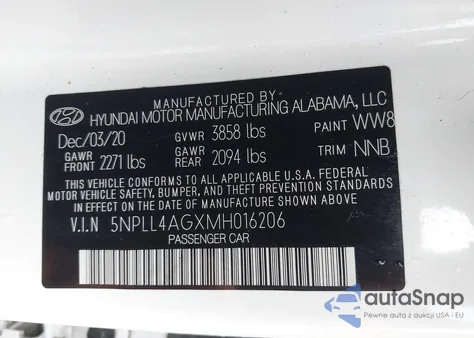 MANUFACTURED BY
HYUNDAI MOTOR MANUFACTURING ALABAMA, LLC
Dec/03/20 GVWR 3858 lbs PAINT WW8
GAWR FRONT 2271 lbs GAWR REAR 2094 lbs TRIM NNB
THIS VEHICLE CONFORMS TO ALL APPLICABLE U.S.A. FEDERAL
MOTOR VEHICLE SAFETY, BUMPER, AND THEFT PREVENTION STANDARDS
IN EFFECT ON THE DATE OF MANUFACTURE SHOWN ABOVE.
V.I.N 5NPLL4AGXMH016206
PASSENGER CAR
autoSnap
Pewne auta z aukcji USA i EU